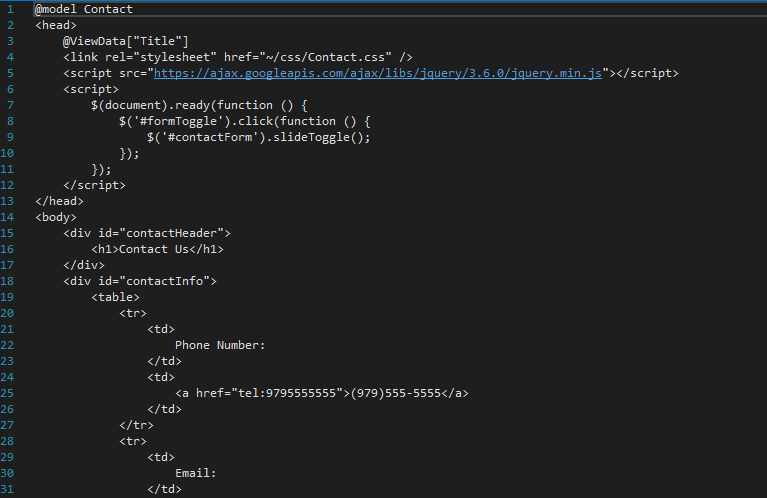 1 @model Contact
2 <head>
3     @ViewData["Title"]
4     <link rel="stylesheet" href="~/css/Contact.css" />
5     <script src="https://ajax.googleapis.com/ajax/libs/jquery/3.6.0/jquery.min.js"></script>
6     <script>
7         $(document).ready(function () {
8             $('#formToggle').click(function () {
9                 $('#contactForm').slideToggle();
10             });
11         });
12     </script>
13 </head>
14 <body>
15     <div id="contactHeader">
16         <h1>Contact Us</h1>
17     </div>
18     <div id="contactInfo">
19         <table>
20             <tr>
21                 <td>
22                     Phone Number:
23                 </td>
24                 <td>
25                     <a href="tel:9795555555">(979)555-5555</a>
26                 </td>
27             </tr>
28             <tr>
29                 <td>
30                     Email:
31                 </td>